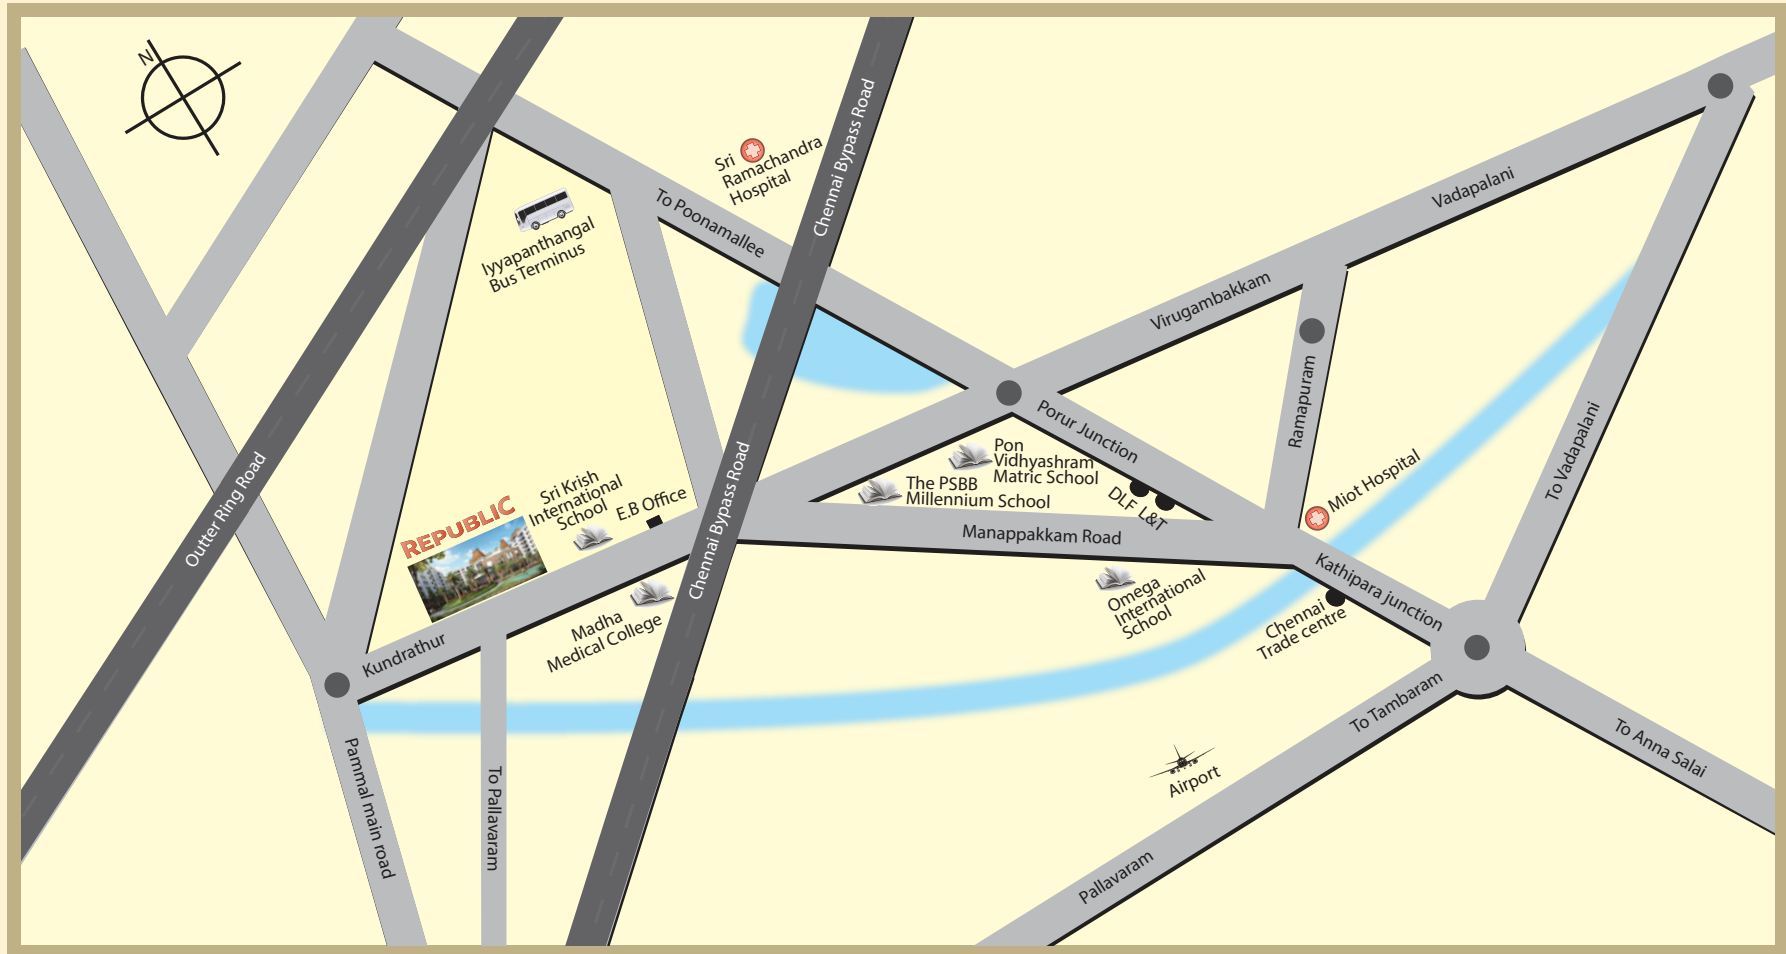 N
Sri
Ramachandra
Hospital
Chennai Bypass Road
To Poonamallee
Iyyapanthangal
Bus Terminus
Vadapalani
Virugambakkam
Ramapuram
To Vadapalani
Porur Junction
Pon
Vidhyashram
Matric School
The PSBB
Millennium School
DLF L&T
Miot Hospital
Manappakkam Road
Kathipara junction
Outter Ring Road
REPUBLIC
Sri Krish
International
School
E.B Office
Chennai Bypass Road
Madha
Medical College
Kundrathur
Omega
International
School
Chennai
Trade centre
To Tambaram
To Anna Salai
Airport
Pallavaram
Pammal main road
To Pallavaram